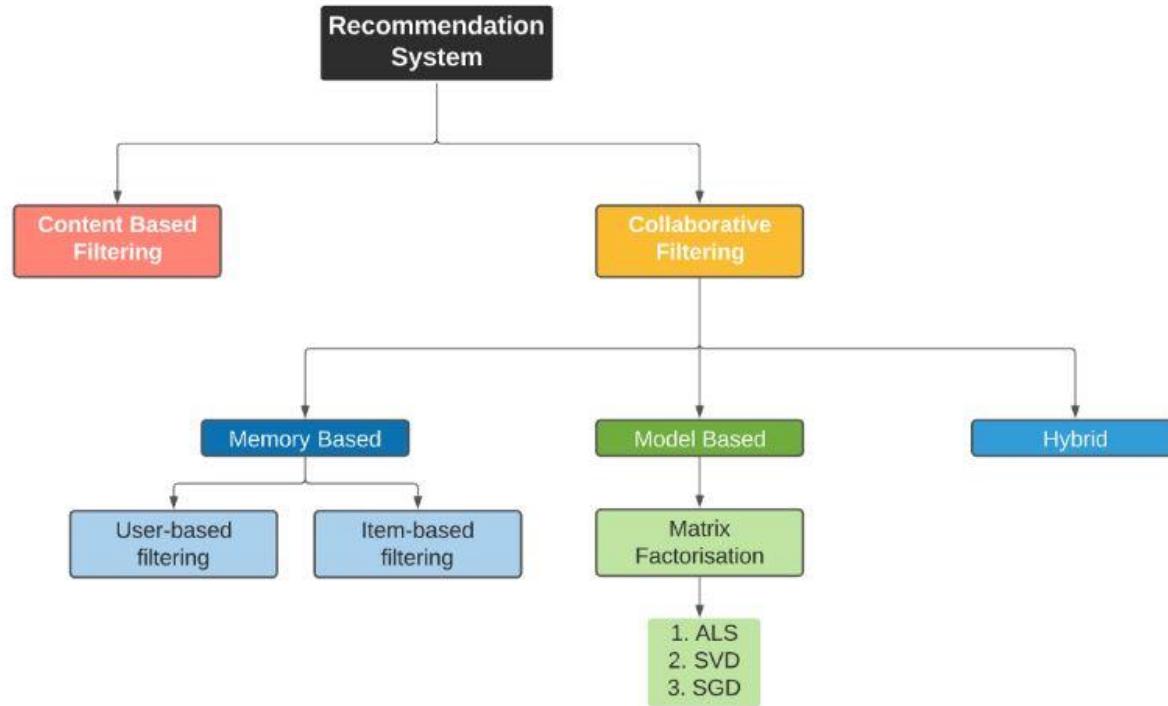 Recommendation
System
Content Based
Filtering
Collaborative
Filtering
Memory Based
Model Based
Hybrid
User-based
filtering
Item-based
filtering
Matrix
Factorisation
1. ALS
2. SVD
3. SGD